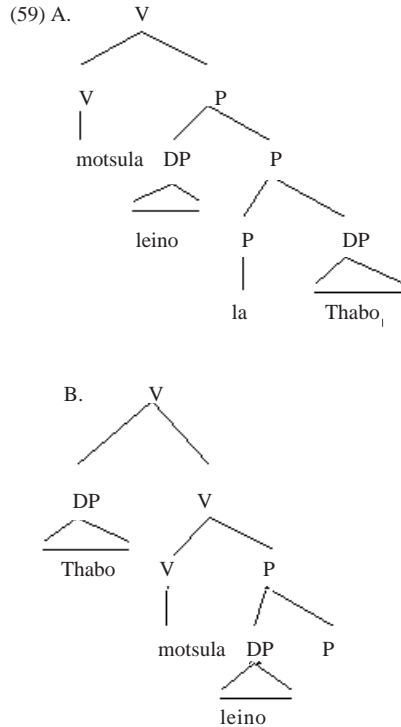 (59) A. V
V P
motsula DP P
leino P DP
la Thabo
B. V
DP V
Thabo V P
motsula DP P
leino